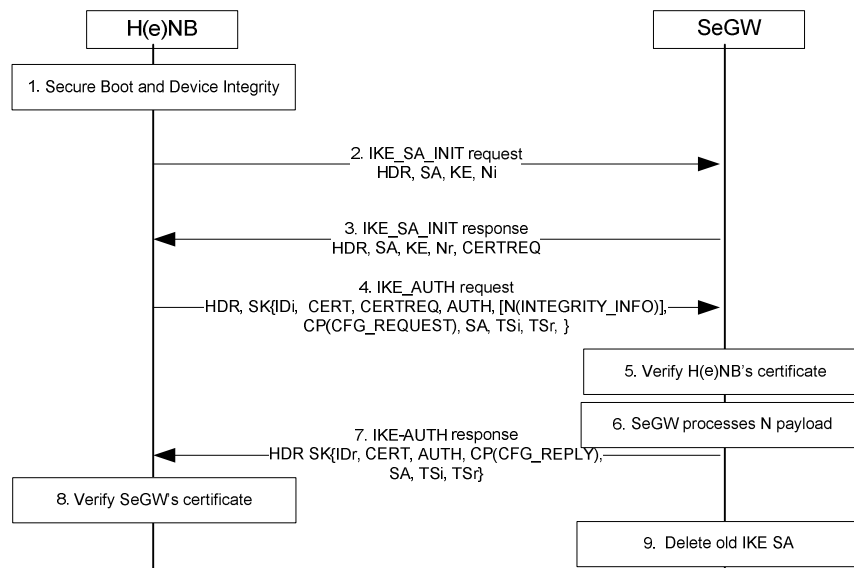 H(e)NB
SeGW
1. Secure Boot and Device Integrity
2. IKE_SA_INIT request
HDR, SA, KE, Ni
3. IKE_SA_INIT response
HDR, SA, KE, Nr, CERTREQ
4. IKE_AUTH request
HDR, SK{IDi, CERT, CERTREQ, AUTH, [N(INTEGRITY_INFO)],
CP(CFG_REQUEST), SA, TSi, TSr, }
5. Verify H(e)NB's certificate
6. SeGW processes N payload
7. IKE-AUTH response
HDR SK{IDr, CERT, AUTH, CP(CFG_REPLY),
SA, TSi, TSr}
8. Verify SeGW's certificate
9. Delete old IKE SA